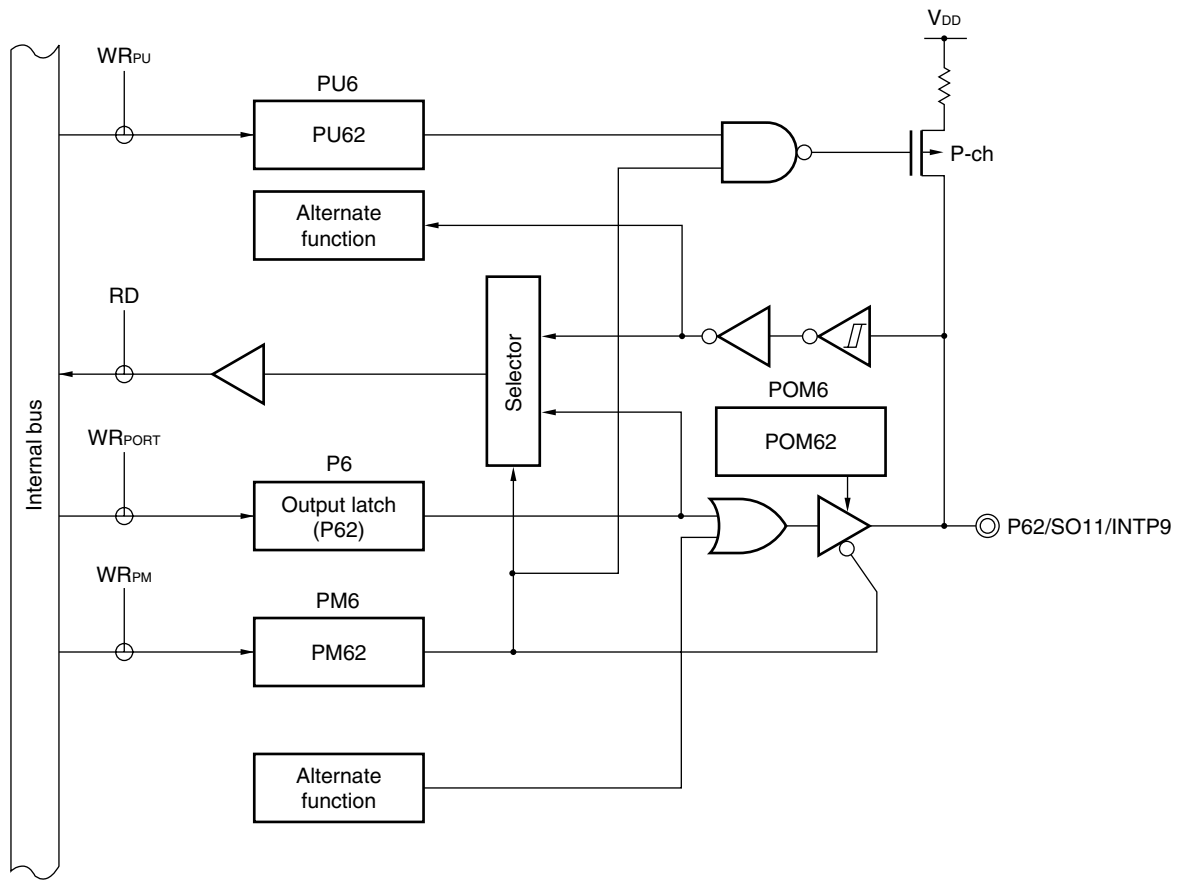 VDD
WRPU
PU6
PU62
P-ch
Alternate
function
RD
Selector
Internal bus
POM6
POM62
WRPORT
P6
Output latch
(P62)
P62/SO11/INTP9
WRPM
PM6
PM62
Alternate
function